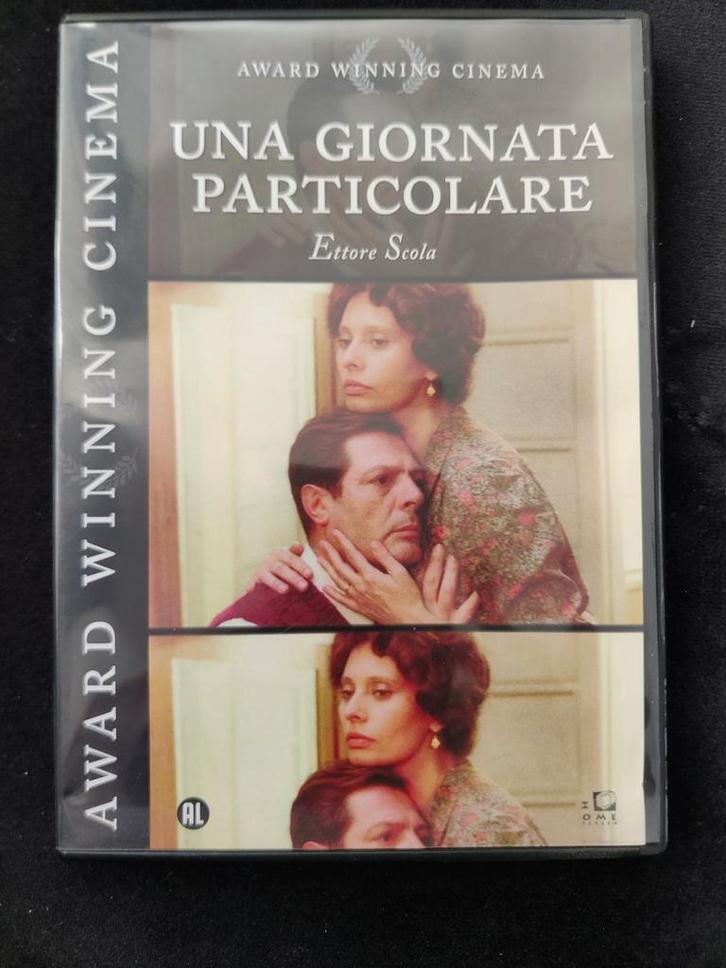 AWARD WINNING CINEMA
AWARD WINNING CINEMA
UNA GIORNATA
PARTICOLARE
Ettore Scola
AL
HOME
SCREEN